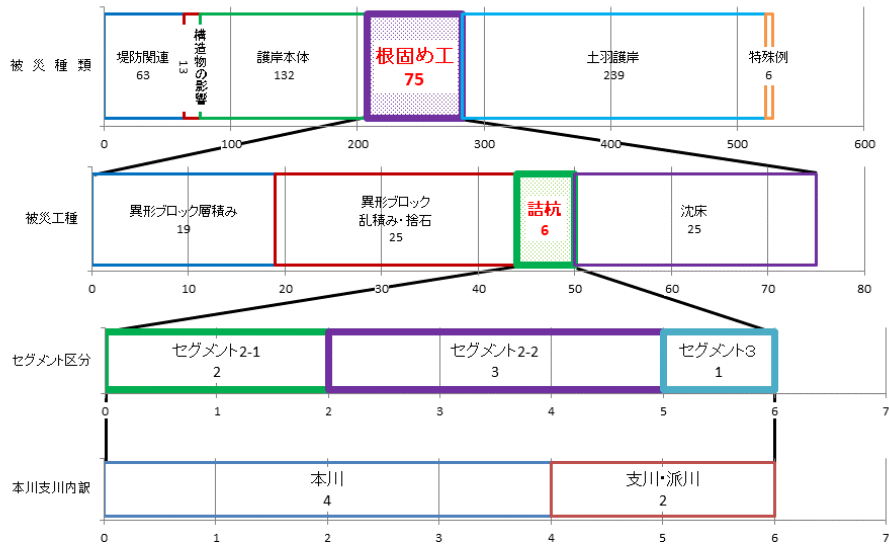 被災種類
堤防関連
63
13
構造物の影響
護岸本体
132
根固め工
75
土羽護岸
239
特殊例
6
0 100 200 300 400 500 600
被災工種
異形ブロック層積み
19
異形ブロック
乱積み・捨石
25
詰杭
6
沈床
25
0 10 20 30 40 50 60 70 80
セグメント区分
セグメント2-1
2
セグメント2-2
3
セグメント3
1
0 1 2 3 4 5 6 7
本川支川内訳
本川
4
支川・派川
2
0 1 2 3 4 5 6 7